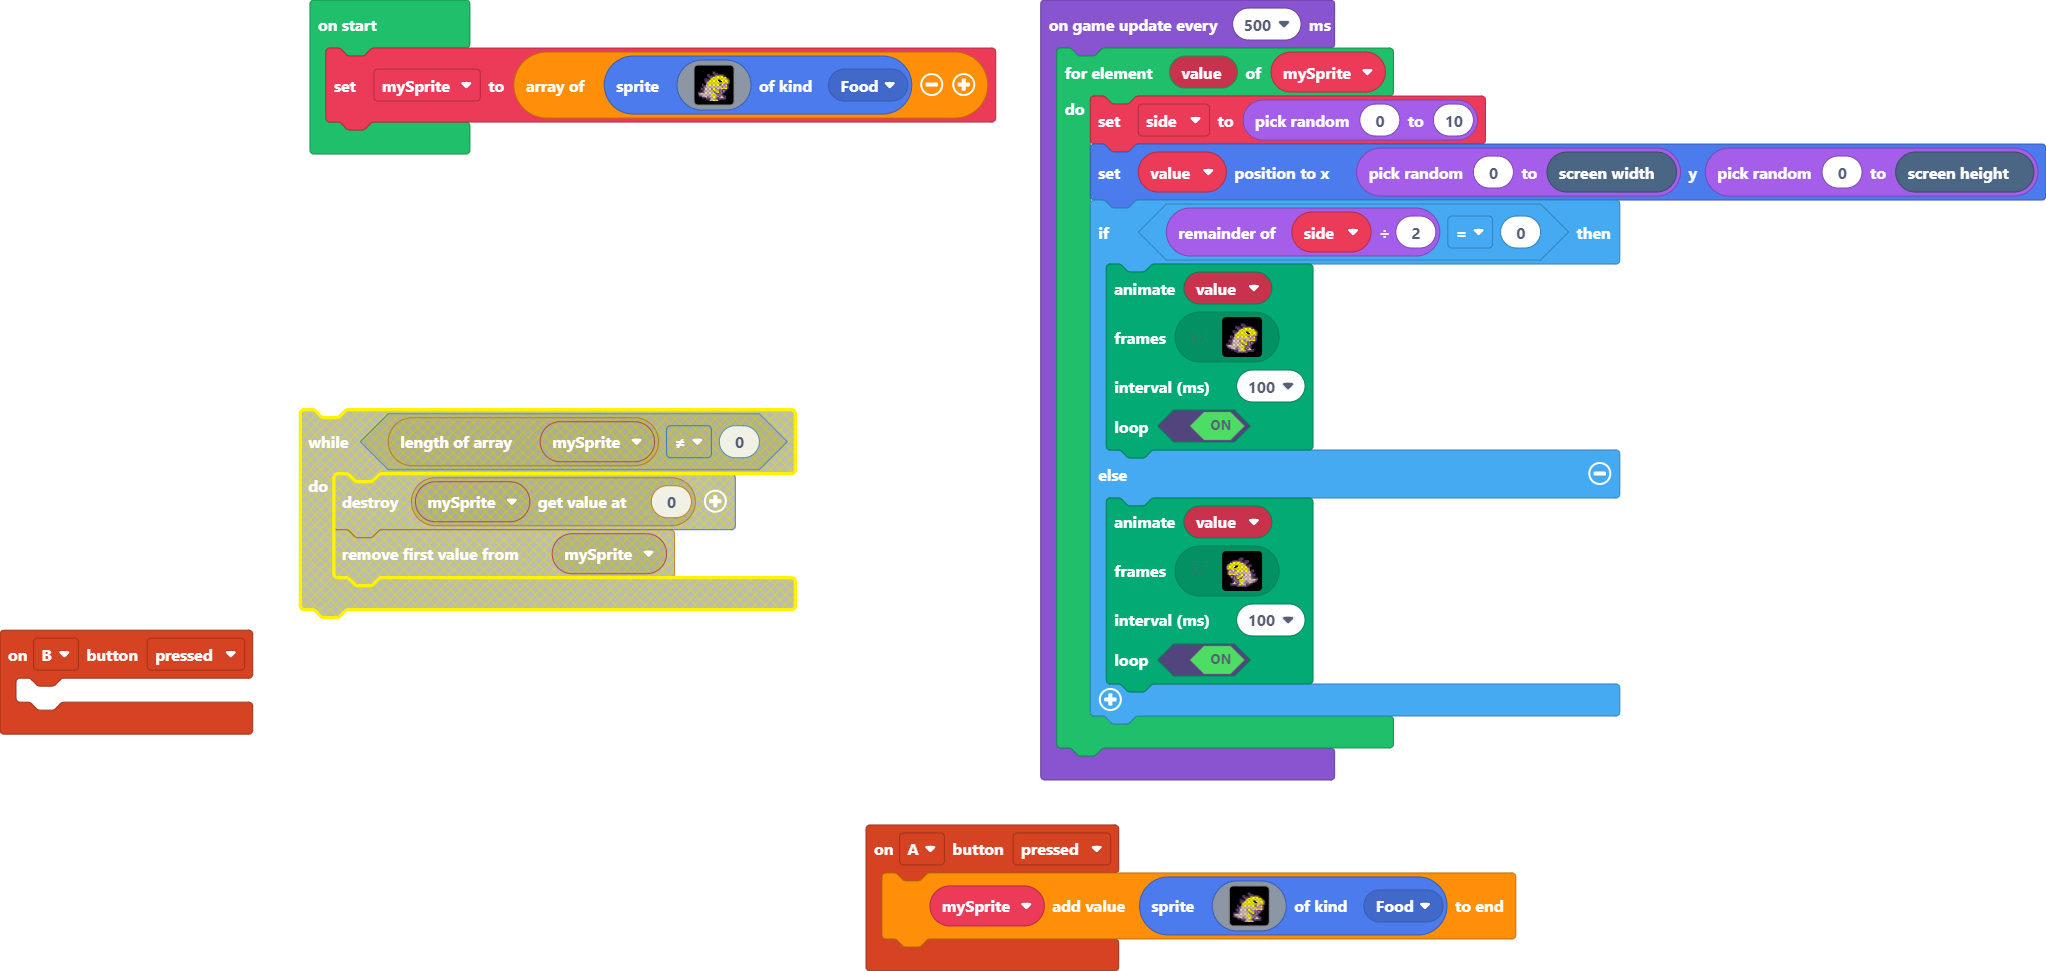 on start
set mySprite to array of sprite of kind Food
on game update every 500 ms
for element value of mySprite
do
set side to pick random 0 to 10
set value position to x pick random 0 to screen width y pick random 0 to screen height
if remainder of side ÷ 2 = 0 then
animate value
frames
interval (ms) 100
loop ON
else
animate value
frames
interval (ms) 100
loop ON
while length of array mySprite ≠ 0
do
destroy mySprite get value at 0
remove first value from mySprite
on B button pressed
on A button pressed
mySprite add value sprite of kind Food to end